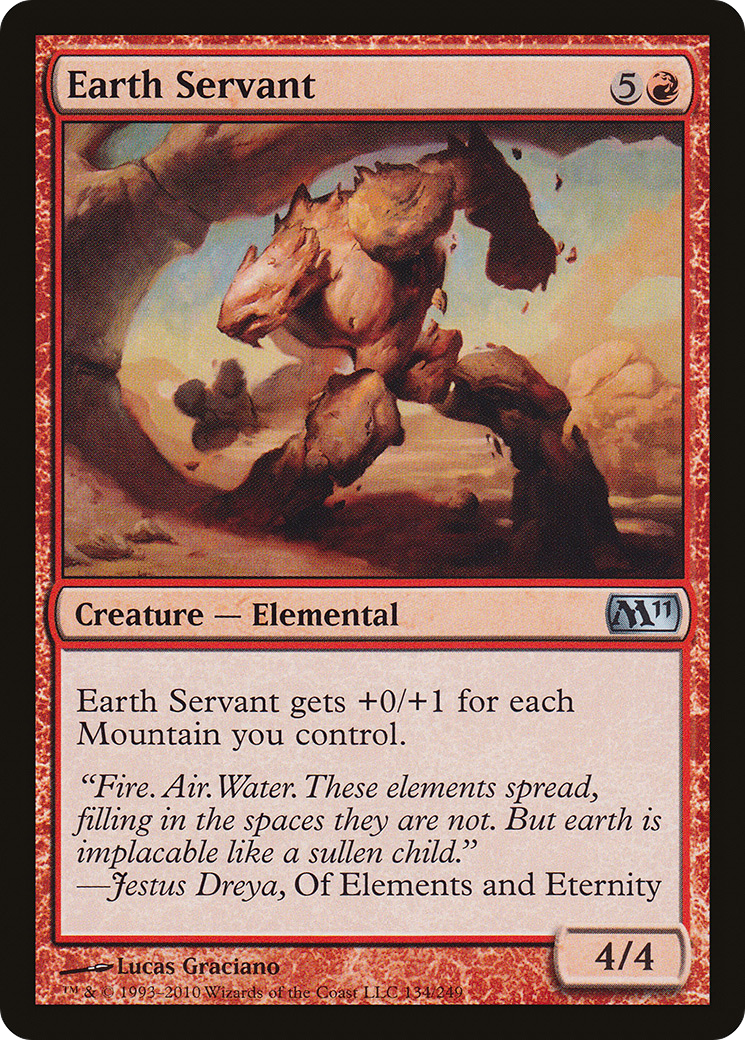 Earth Servant 5
Creature — Elemental M11
Earth Servant gets +0/+1 for each
Mountain you control.
“Fire. Air. Water. These elements spread,
filling in the spaces they are not. But earth is
implacable like a sullen child.”
—Jestus Dreya, Of Elements and Eternity
4/4
Lucas Graciano
™ & © 1993–2010 Wizards of the Coast LLC 134/249